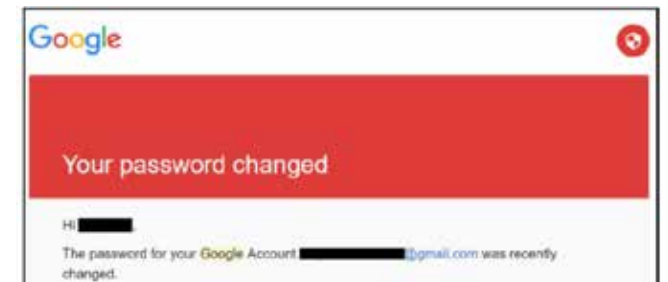 Google
Your password changed
Hi
The password for your Google Account @gmail.com was recently
changed.